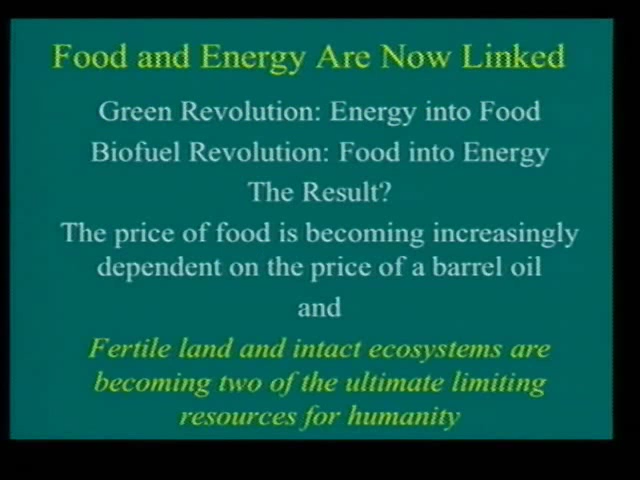 Food and Energy Are Now Linked
Green Revolution: Energy into Food
Biofuel Revolution: Food into Energy
The Result?
The price of food is becoming increasingly
dependent on the price of a barrel oil
and
Fertile land and intact ecosystems are
becoming two of the ultimate limiting
resources for humanity